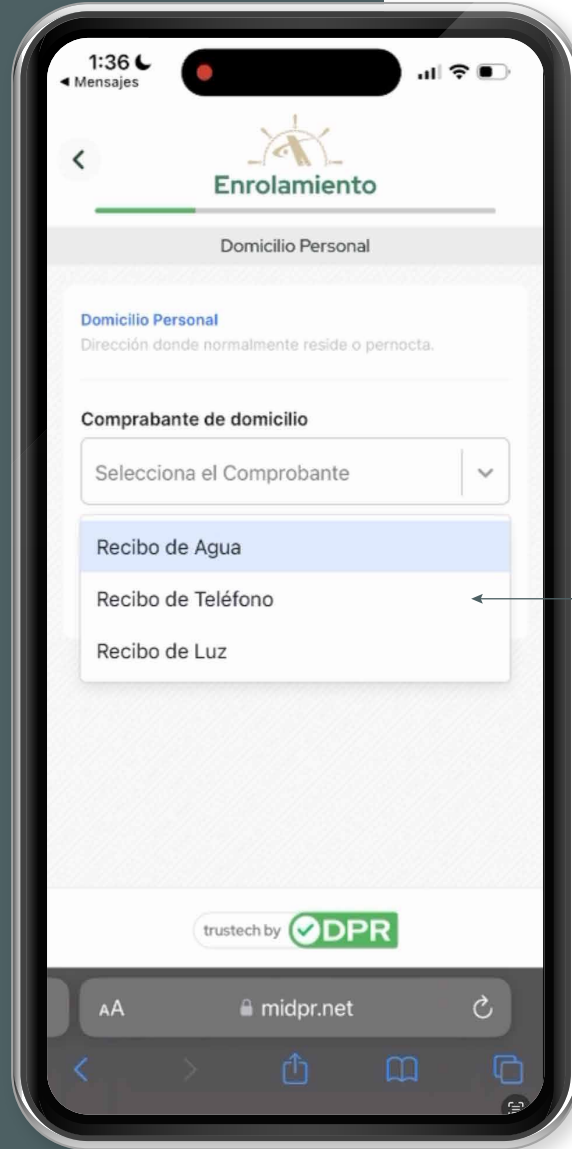 1:36
◀ Mensajes
Enrolamiento
Domicilio Personal
Domicilio Personal
Dirección donde normalmente reside o pernocta.
Comprabante de domicilio
Selecciona el Comprobante
Recibo de Agua
Recibo de Teléfono
Recibo de Luz
trustech by DPR
AA midpr.net